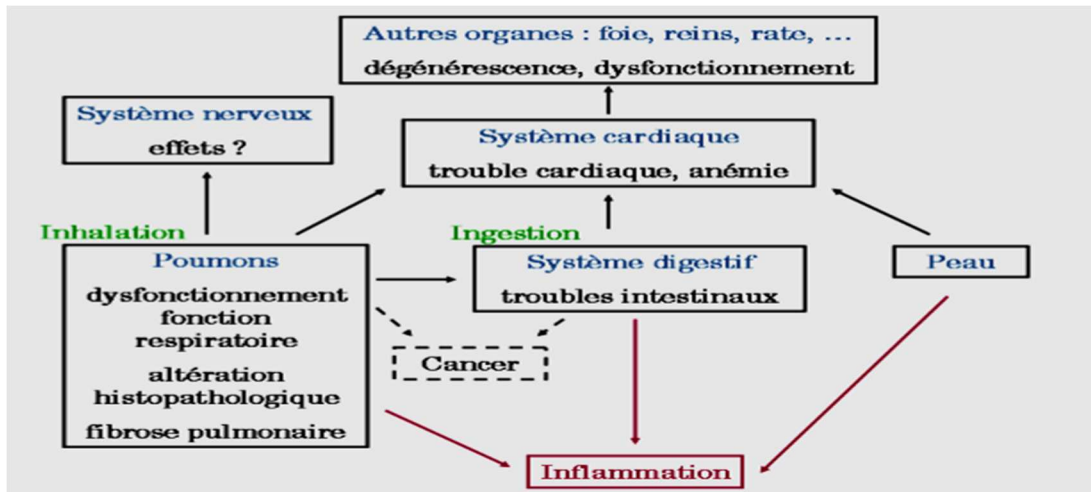 Autres organes : foie, reins, rate, ...
dégénérescence, dysfonctionnement
Système nerveux
effets ?
Système cardiaque
trouble cardiaque, anémie
Inhalation
Poumons
dysfonctionnement
fonction
respiratoire
altération
histopathologique
fibrose pulmonaire
Ingestion
Système digestif
troubles intestinaux
Peau
Cancer
Inflammation